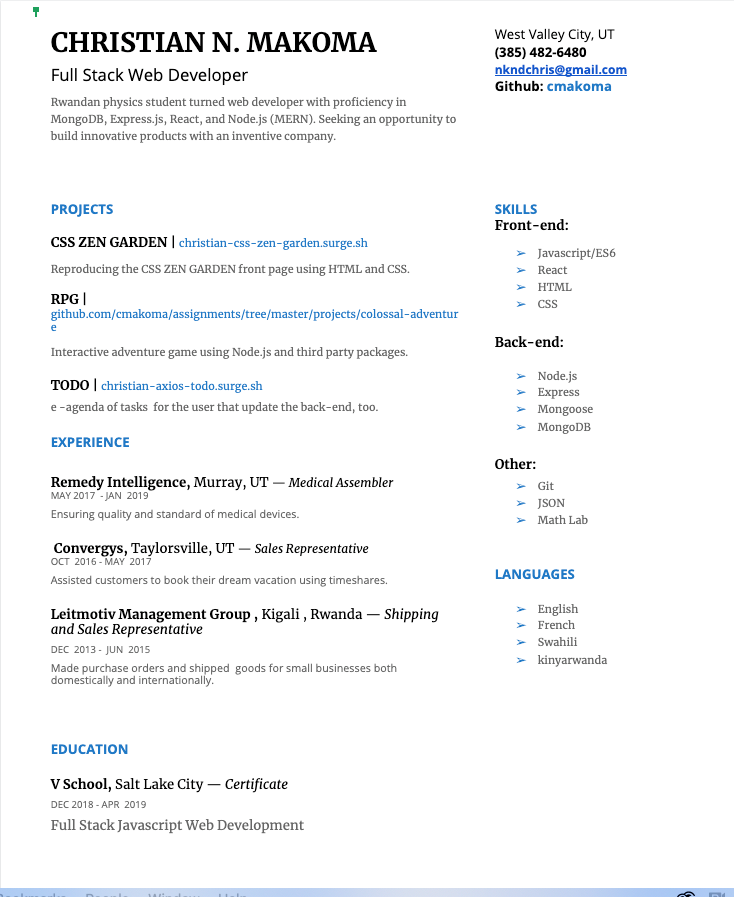 CHRISTIAN N. MAKOMA
Full Stack Web Developer
Rwandan physics student turned web developer with proficiency in
MongoDB, Express.js, React, and Node.js (MERN). Seeking an opportunity to
build innovative products with an inventive company.
West Valley City, UT
(385) 482-6480
nkndchris@gmail.com
Github: cmakoma
PROJECTS
CSS ZEN GARDEN | christian-css-zen-garden.surge.sh
Reproducing the CSS ZEN GARDEN front page using HTML and CSS.
RPG |
github.com/cmakoma/assignments/tree/master/projects/colossal-adventur
e
Interactive adventure game using Node.js and third party packages.
TODO | christian-axios-todo.surge.sh
e -agenda of tasks  for the user that update the back-end, too.
EXPERIENCE
Remedy Intelligence, Murray, UT — Medical Assembler
MAY 2017  - JAN  2019
Ensuring quality and standard of medical devices.
Convergys, Taylorsville, UT — Sales Representative
OCT  2016 - MAY  2017
Assisted customers to book their dream vacation using timeshares.
Leitmotiv Management Group , Kigali , Rwanda — Shipping
and Sales Representative
DEC  2013 -  JUN  2015
Made purchase orders and shipped  goods for small businesses both
domestically and internationally.
EDUCATION
V School, Salt Lake City — Certificate
DEC 2018 - APR  2019
Full Stack Javascript Web Development
SKILLS
Front-end:
➢ Javascript/ES6
➢ React
➢ HTML
➢ CSS
Back-end:
➢ Node.js
➢ Express
➢ Mongoose
➢ MongoDB
Other:
➢ Git
➢ JSON
➢ Math Lab
LANGUAGES
➢ English
➢ French
➢ Swahili
➢ kinyarwanda